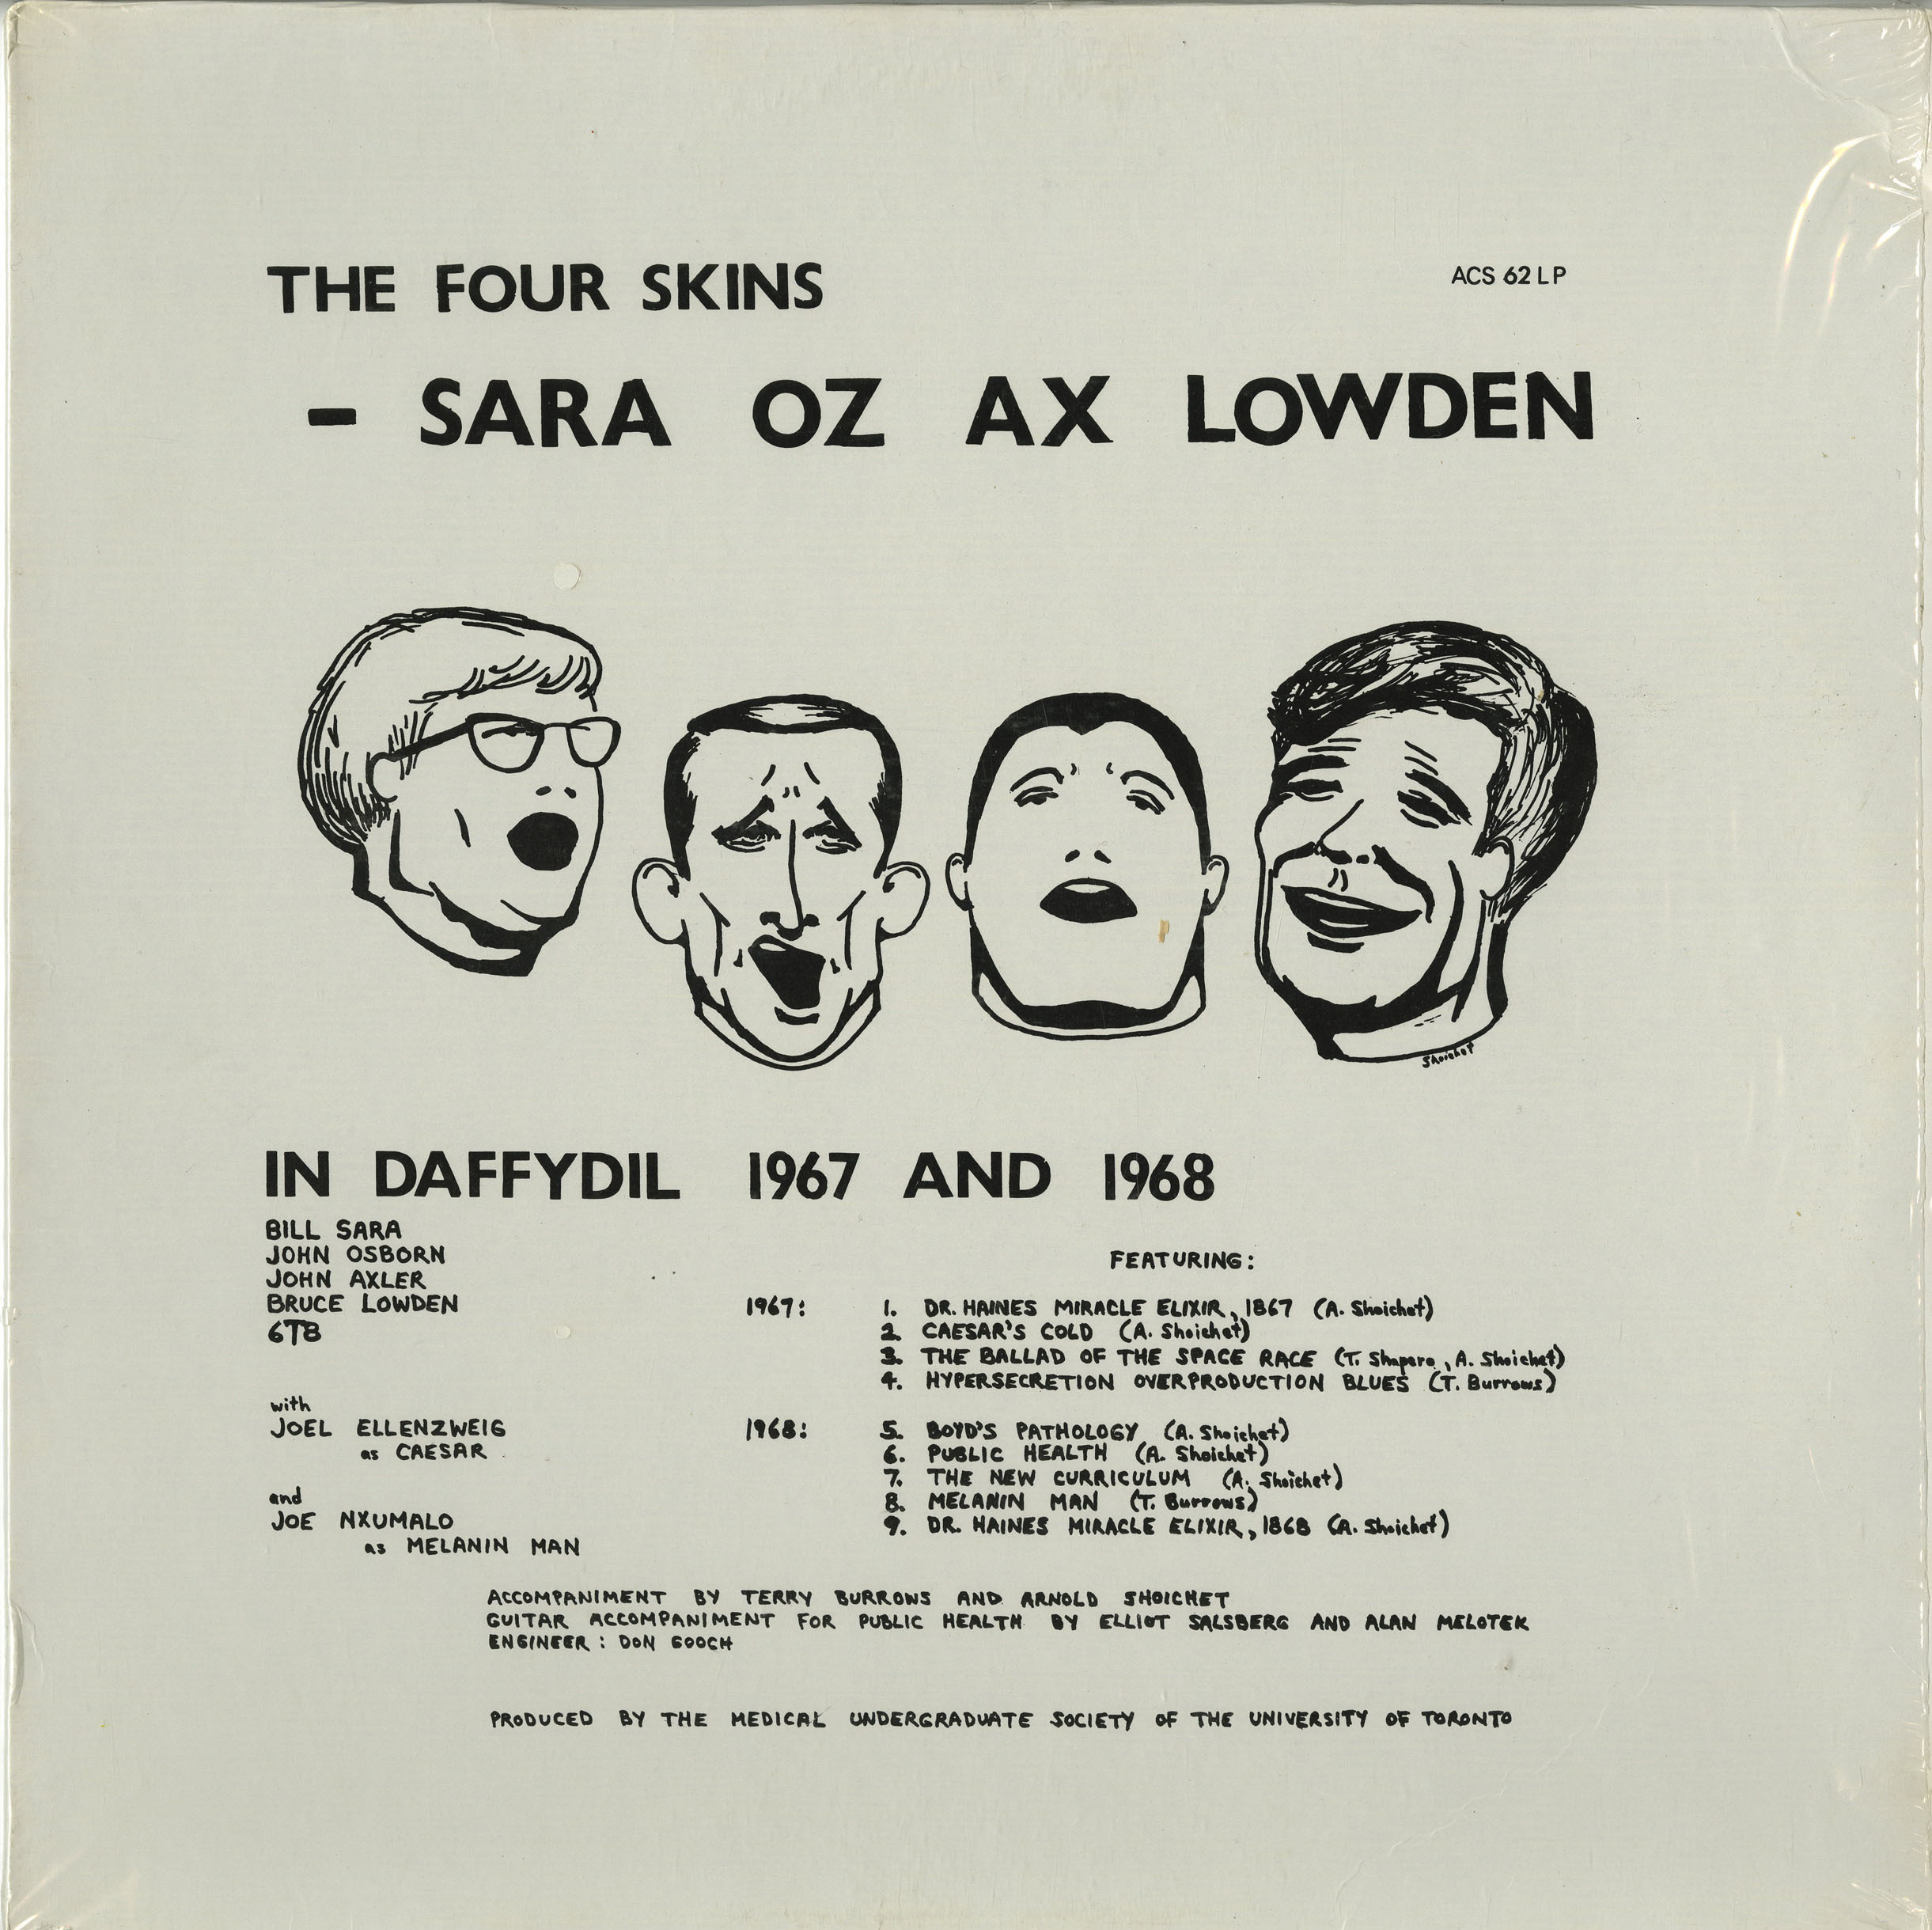 THE FOUR SKINS
ACS 62 LP
- SARA OZ AX LOWDEN
Shoichet
IN DAFFYDIL 1967 AND 1968
BILL SARA
JOHN OSBORN
JOHN AXLER
BRUCE LOWDEN
6T8
with
JOEL ELLENZWEIG
as CAESAR
and
JOE NXUMALO
as MELANIN MAN
FEATURING:
1967:
1. DR. HAINES MIRACLE ELIXIR, 1867 (A. Shoichet)
2. CAESAR'S COLD (A. Shoichet)
3. THE BALLAD OF THE SPACE RACE (T. Shapero, A. Shoichet)
4. HYPERSECRETION OVERPRODUCTION BLUES (T. Burrows)
1968:
5. BOYD'S PATHOLOGY (A. Shoichet)
6. PUBLIC HEALTH (A. Shoichet)
7. THE NEW CURRICULUM (A. Shoichet)
8. MELANIN MAN (T. Burrows)
9. DR. HAINES MIRACLE ELIXIR, 1868 (A. Shoichet)
ACCOMPANIMENT BY TERRY BURROWS AND ARNOLD SHOICHET
GUITAR ACCOMPANIMENT FOR PUBLIC HEALTH BY ELLIOT SALSBERG AND ALAN MELOTEK
ENGINEER: DON GOOCH
PRODUCED BY THE MEDICAL UNDERGRADUATE SOCIETY OF THE UNIVERSITY OF TORONTO